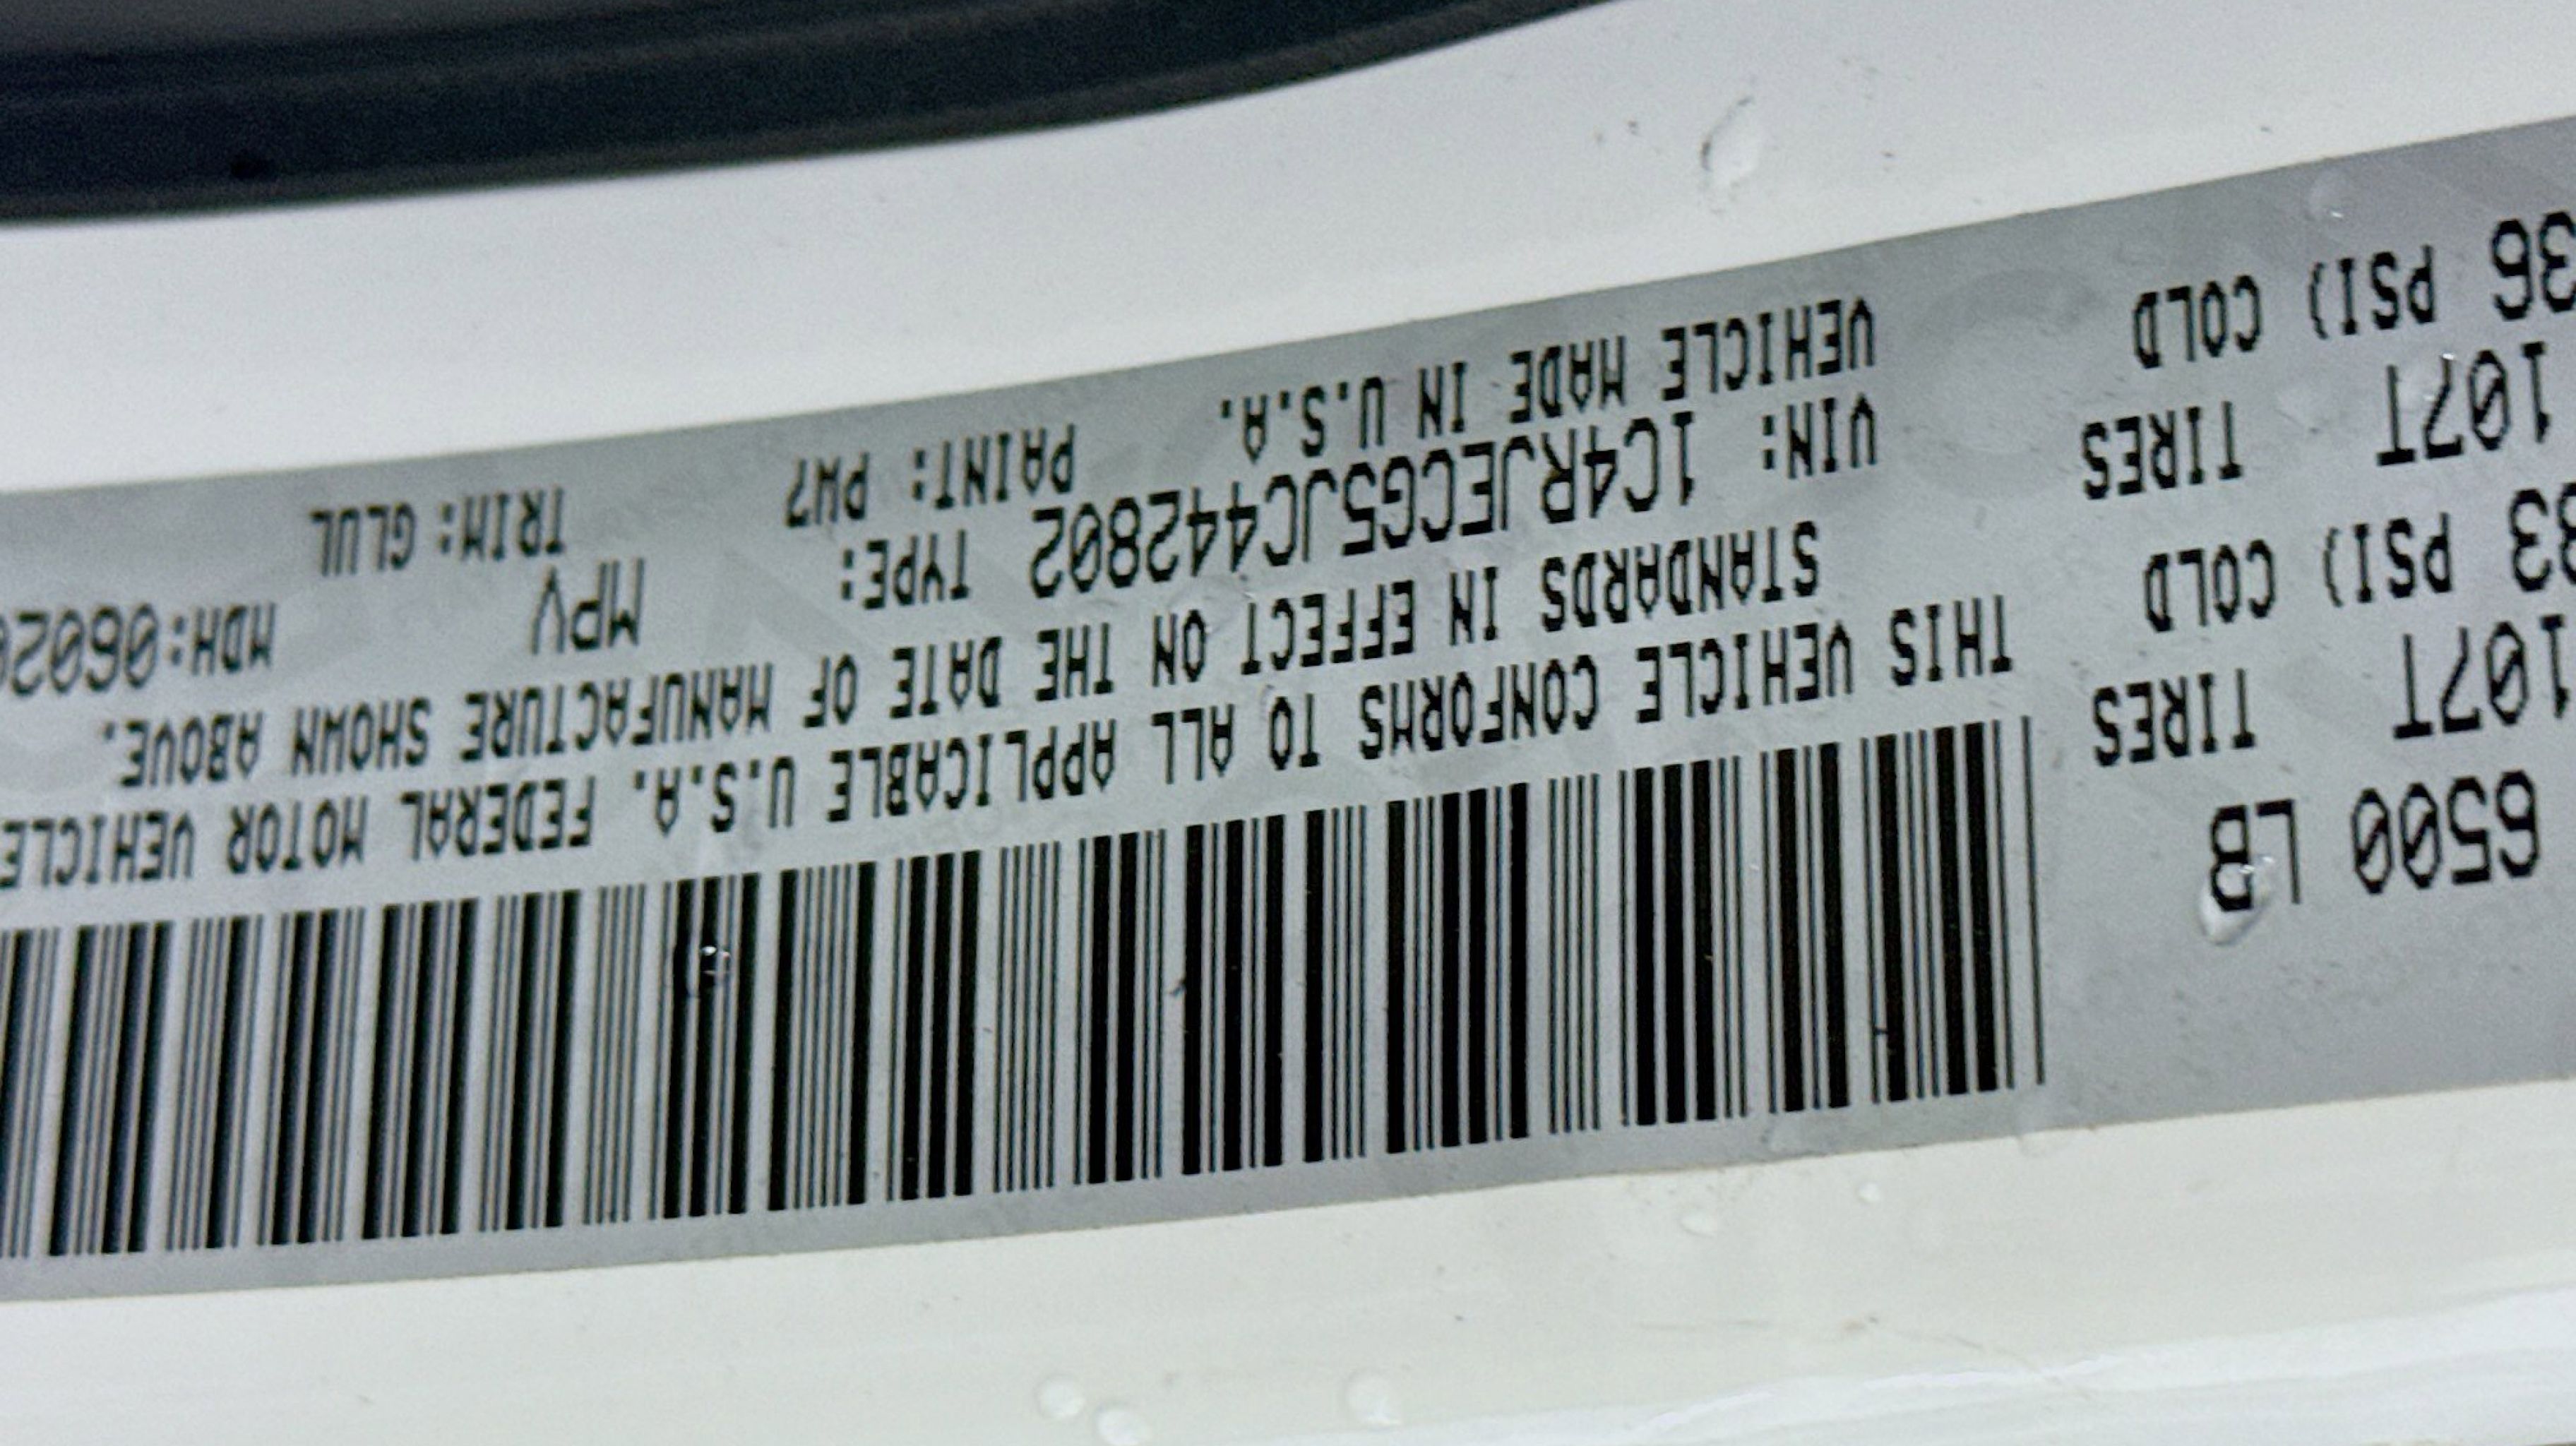 6500 LB
107T TIRES
33 PSI) COLD
107T TIRES
36 PSI) COLD
THIS VEHICLE CONFORMS TO ALL APPLICABLE U.S.A. FEDERAL MOTOR VEHICLE
STANDARDS IN EFFECT ON THE DATE OF MANUFACTURE SHOWN ABOVE.
VIN: 1C4RJECG5JC442802 TYPE: MPV MDH:0602
VEHICLE MADE IN U.S.A. PAINT: PW7 TRIM: GLUL